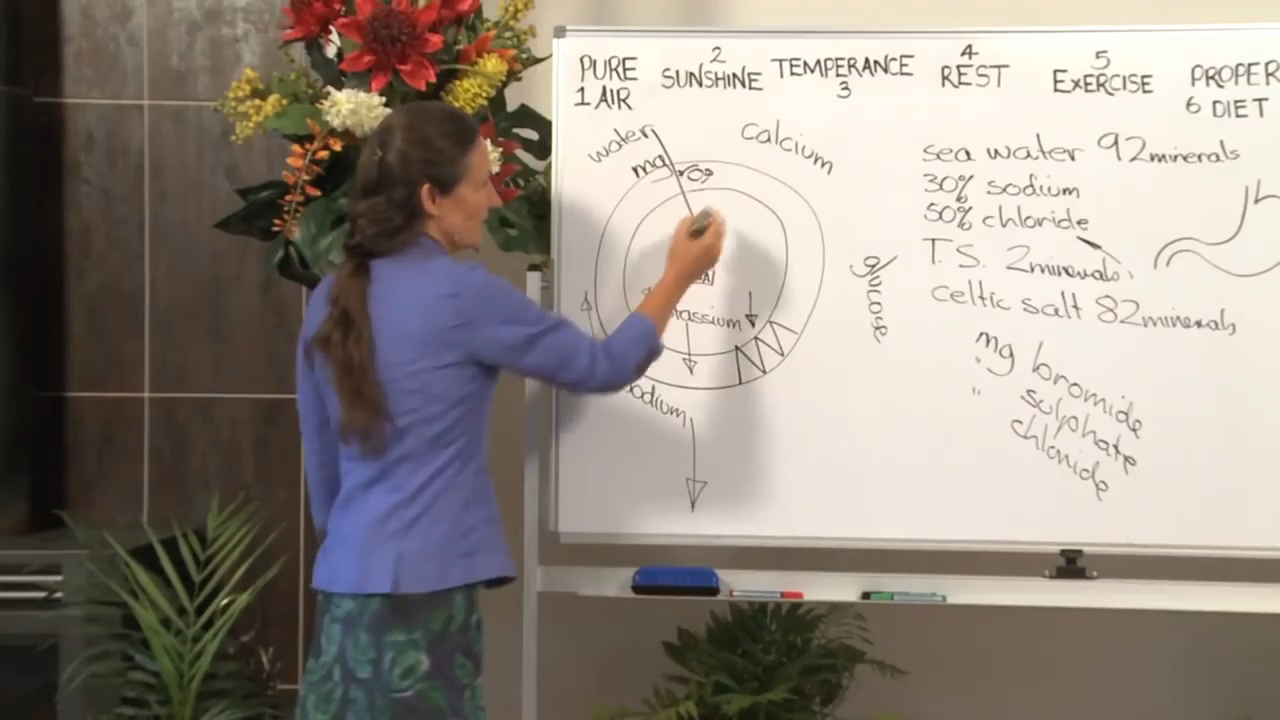 PURE
1 AIR
2
SUNSHINE
TEMPERANCE
3
4
REST
5
EXERCISE
PROPER
6 DIET
water
mg
calcium
glucose
sodium
sea water 92 minerals
30% sodium
50% chloride
T.S. 2 minerals
celtic salt 82 minerals
mg bromide
" sulphate
" chloride